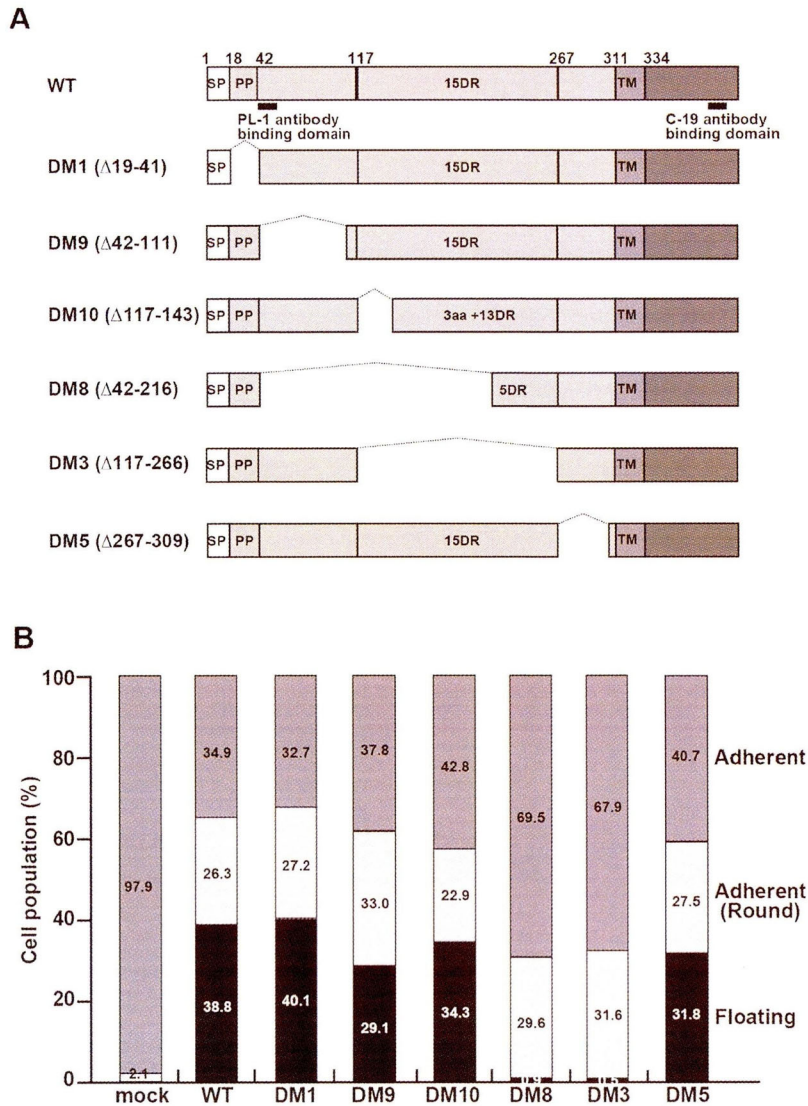 A
1 18 42 117 267 311 334
WT SP PP 15DR TM
PL-1 antibody
binding domain
C-19 antibody
binding domain
DM1 (Δ19-41) SP 15DR TM
DM9 (Δ42-111) SP PP 15DR TM
DM10 (Δ117-143) SP PP 3aa +13DR TM
DM8 (Δ42-216) SP PP 5DR TM
DM3 (Δ117-266) SP PP TM
DM5 (Δ267-309) SP PP 15DR TM
B
Cell population (%)
100
80
60
40
20
0
97.9 34.9 32.7 37.8 42.8 69.5 67.9 40.7 Adherent
26.3 27.2 33.0 22.9 29.6 31.6 27.5 Adherent
(Round)
2.1 38.8 40.1 29.1 34.3 0.9 0.5 31.8 Floating
mock WT DM1 DM9 DM10 DM8 DM3 DM5